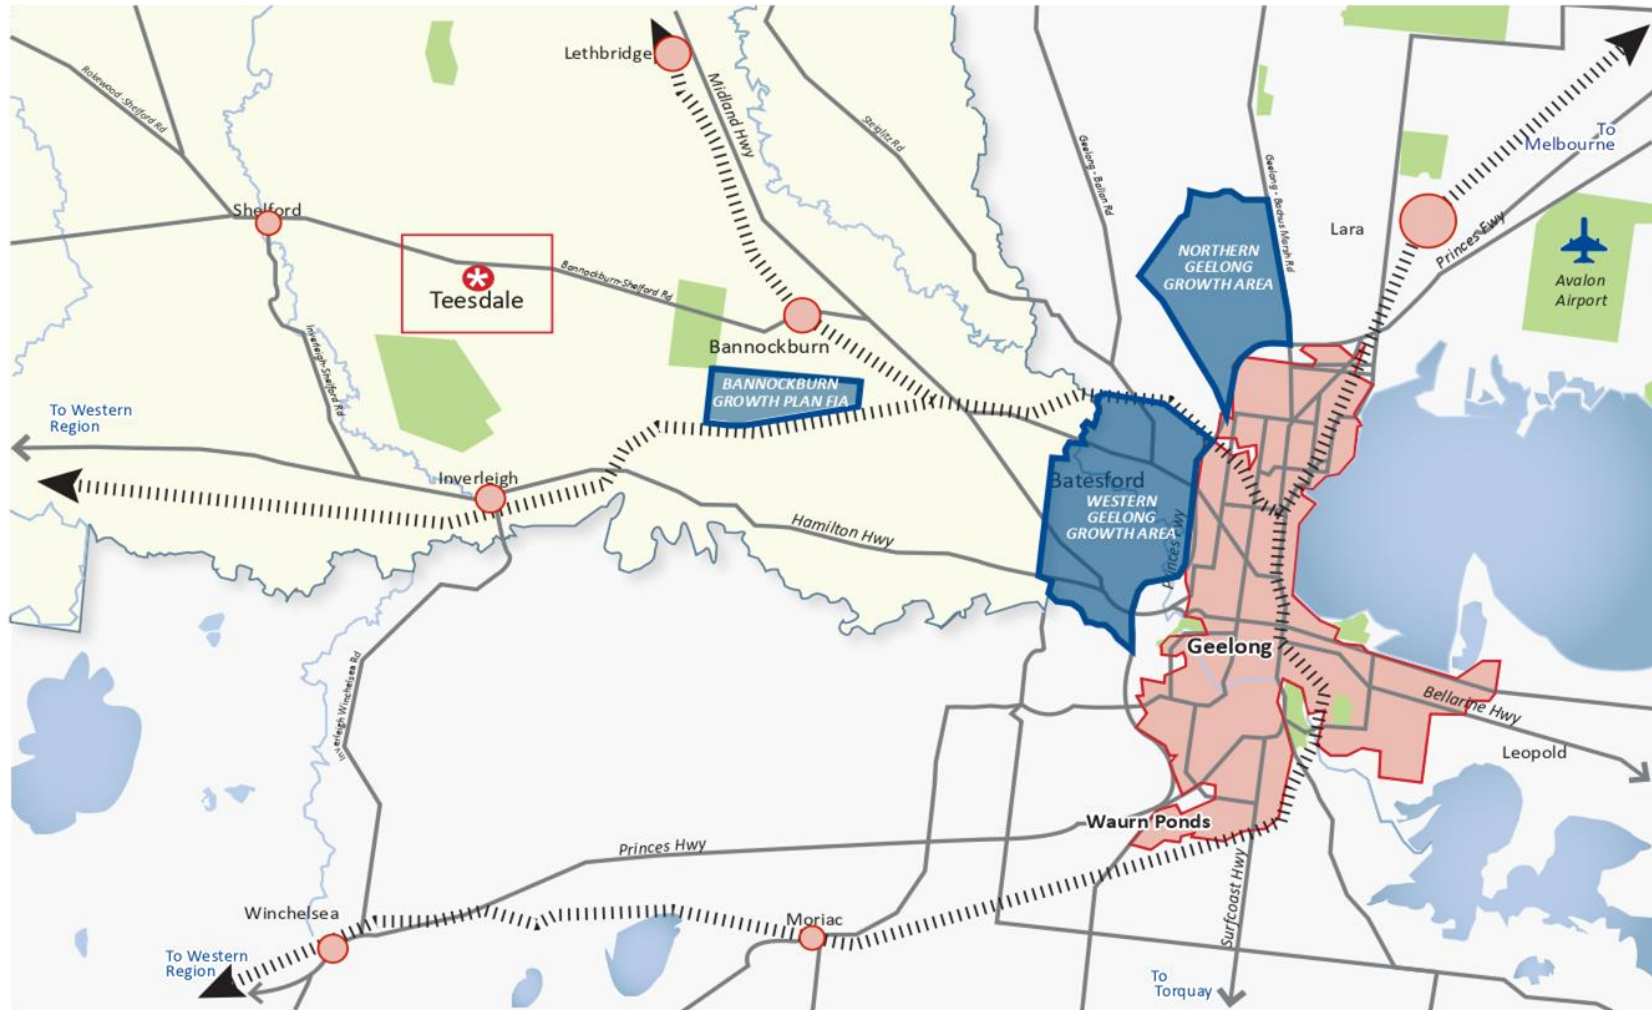 Lethbridge
Midland Hwy
Rokewood-Shelford Rd
Steiglitz Rd
Geelong - Ballan Rd
Geelong - Bachus Marsh Rd
To
Melbourne
Shelford
Lara
Princes Fwy
NORTHERN
GEELONG
GROWTH AREA
Avalon
Airport
Teesdale
Bannockburn-Shelford Rd
Bannockburn
Inverleigh-Shelford Rd
BANNOCKBURN
GROWTH PLAN FIA
To Western
Region
Inverleigh
Batesford
WESTERN
GEELONG
GROWTH AREA
Princes Fwy
Hamilton Hwy
Geelong
Inverleigh Winchelsea Rd
Bellarine Hwy
Leopold
Waurn Ponds
Princes Hwy
Surfcoast Hwy
Winchelsea
Moriac
To Western
Region
To
Torquay